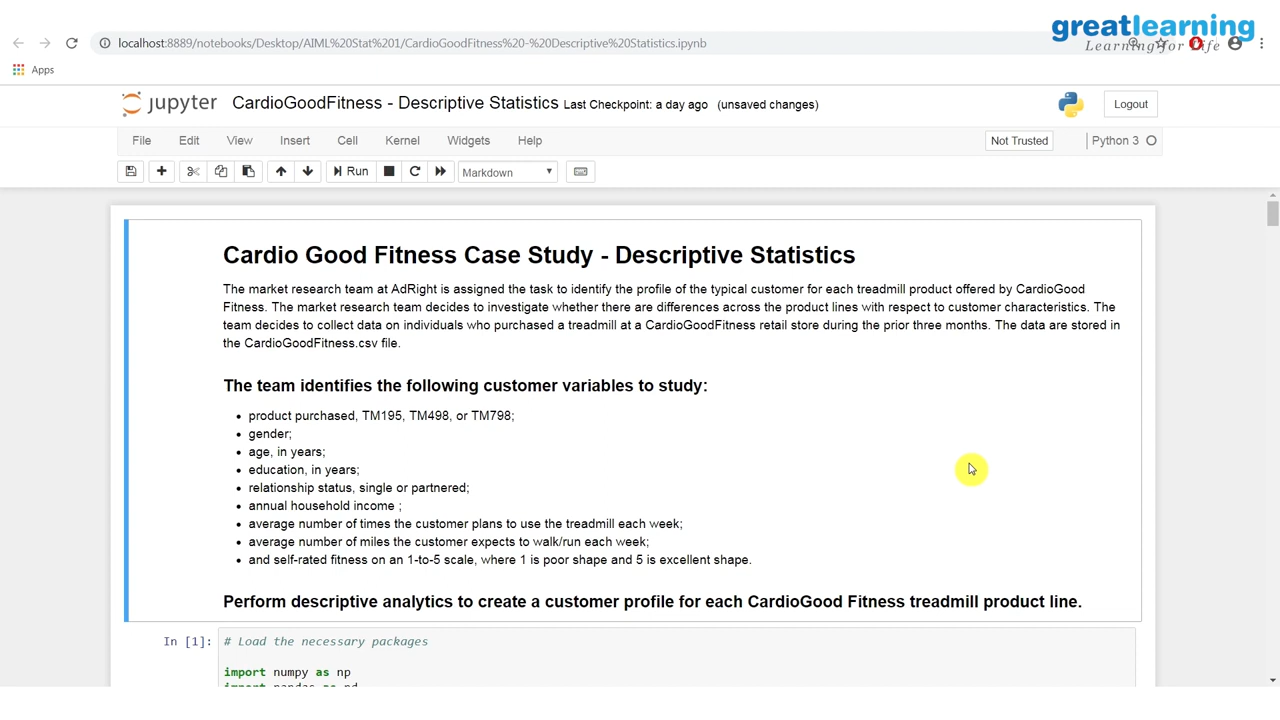 greatlearning
Learning for Life
localhost:8889/notebooks/Desktop/AIML%20Stat%201/CardioGoodFitness%20-%20Descriptive%20Statistics.ipynb
Apps
jupyter CardioGoodFitness - Descriptive Statistics Last Checkpoint: a day ago (unsaved changes)
Logout
File Edit View Insert Cell Kernel Widgets Help
Not Trusted
Python 3
Run
Markdown
Cardio Good Fitness Case Study - Descriptive Statistics
The market research team at AdRight is assigned the task to identify the profile of the typical customer for each treadmill product offered by CardioGood
Fitness. The market research team decides to investigate whether there are differences across the product lines with respect to customer characteristics. The
team decides to collect data on individuals who purchased a treadmill at a CardioGoodFitness retail store during the prior three months. The data are stored in
the CardioGoodFitness.csv file.
The team identifies the following customer variables to study:
• product purchased, TM195, TM498, or TM798;
• gender;
• age, in years;
• education, in years;
• relationship status, single or partnered;
• annual household income ;
• average number of times the customer plans to use the treadmill each week;
• average number of miles the customer expects to walk/run each week;
• and self-rated fitness on an 1-to-5 scale, where 1 is poor shape and 5 is excellent shape.
Perform descriptive analytics to create a customer profile for each CardioGood Fitness treadmill product line.
In [1]: # Load the necessary packages
import numpy as np
import pandas as pd